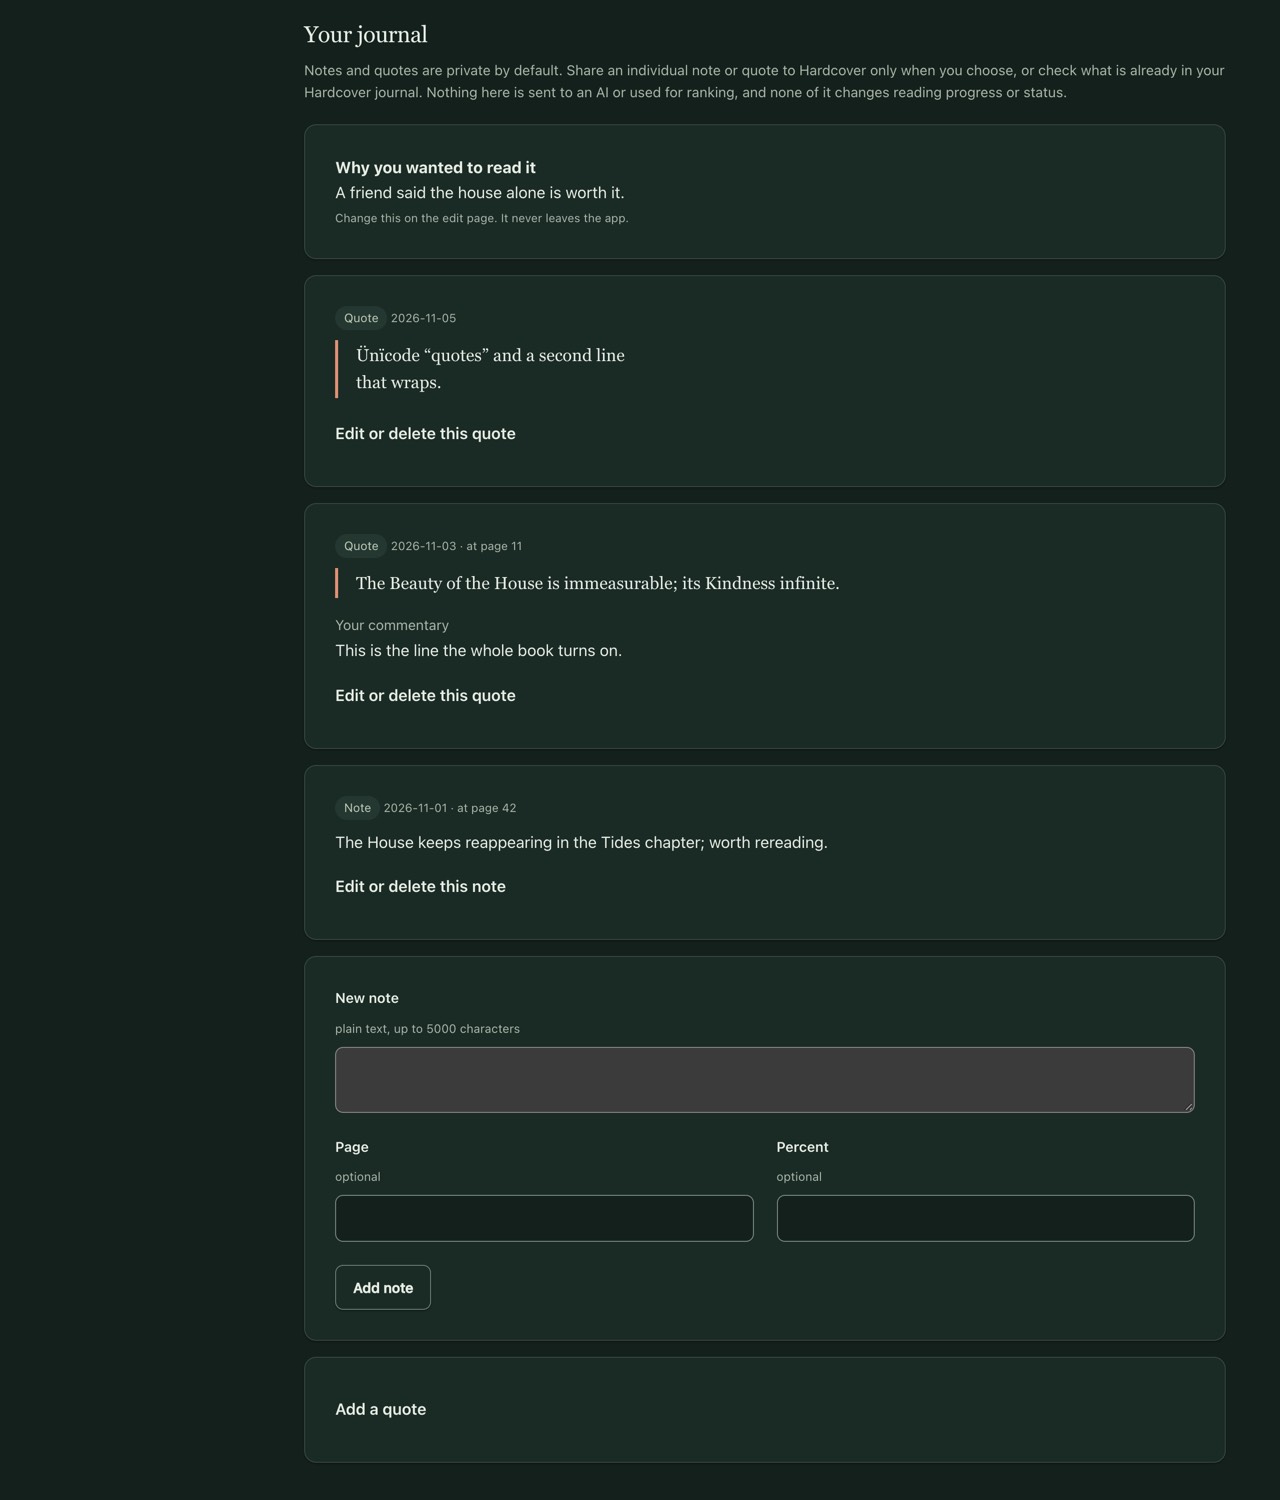 Your journal
Notes and quotes are private by default. Share an individual note or quote to Hardcover only when you choose, or check what is already in your
Hardcover journal. Nothing here is sent to an AI or used for ranking, and none of it changes reading progress or status.
Why you wanted to read it
A friend said the house alone is worth it.
Change this on the edit page. It never leaves the app.
Quote 2026-11-05
Ünïcode “quotes” and a second line
that wraps.
Edit or delete this quote
Quote 2026-11-03 · at page 11
The Beauty of the House is immeasurable; its Kindness infinite.
Your commentary
This is the line the whole book turns on.
Edit or delete this quote
Note 2026-11-01 · at page 42
The House keeps reappearing in the Tides chapter; worth rereading.
Edit or delete this note
New note
plain text, up to 5000 characters
Page Percent
optional optional
Add note
Add a quote